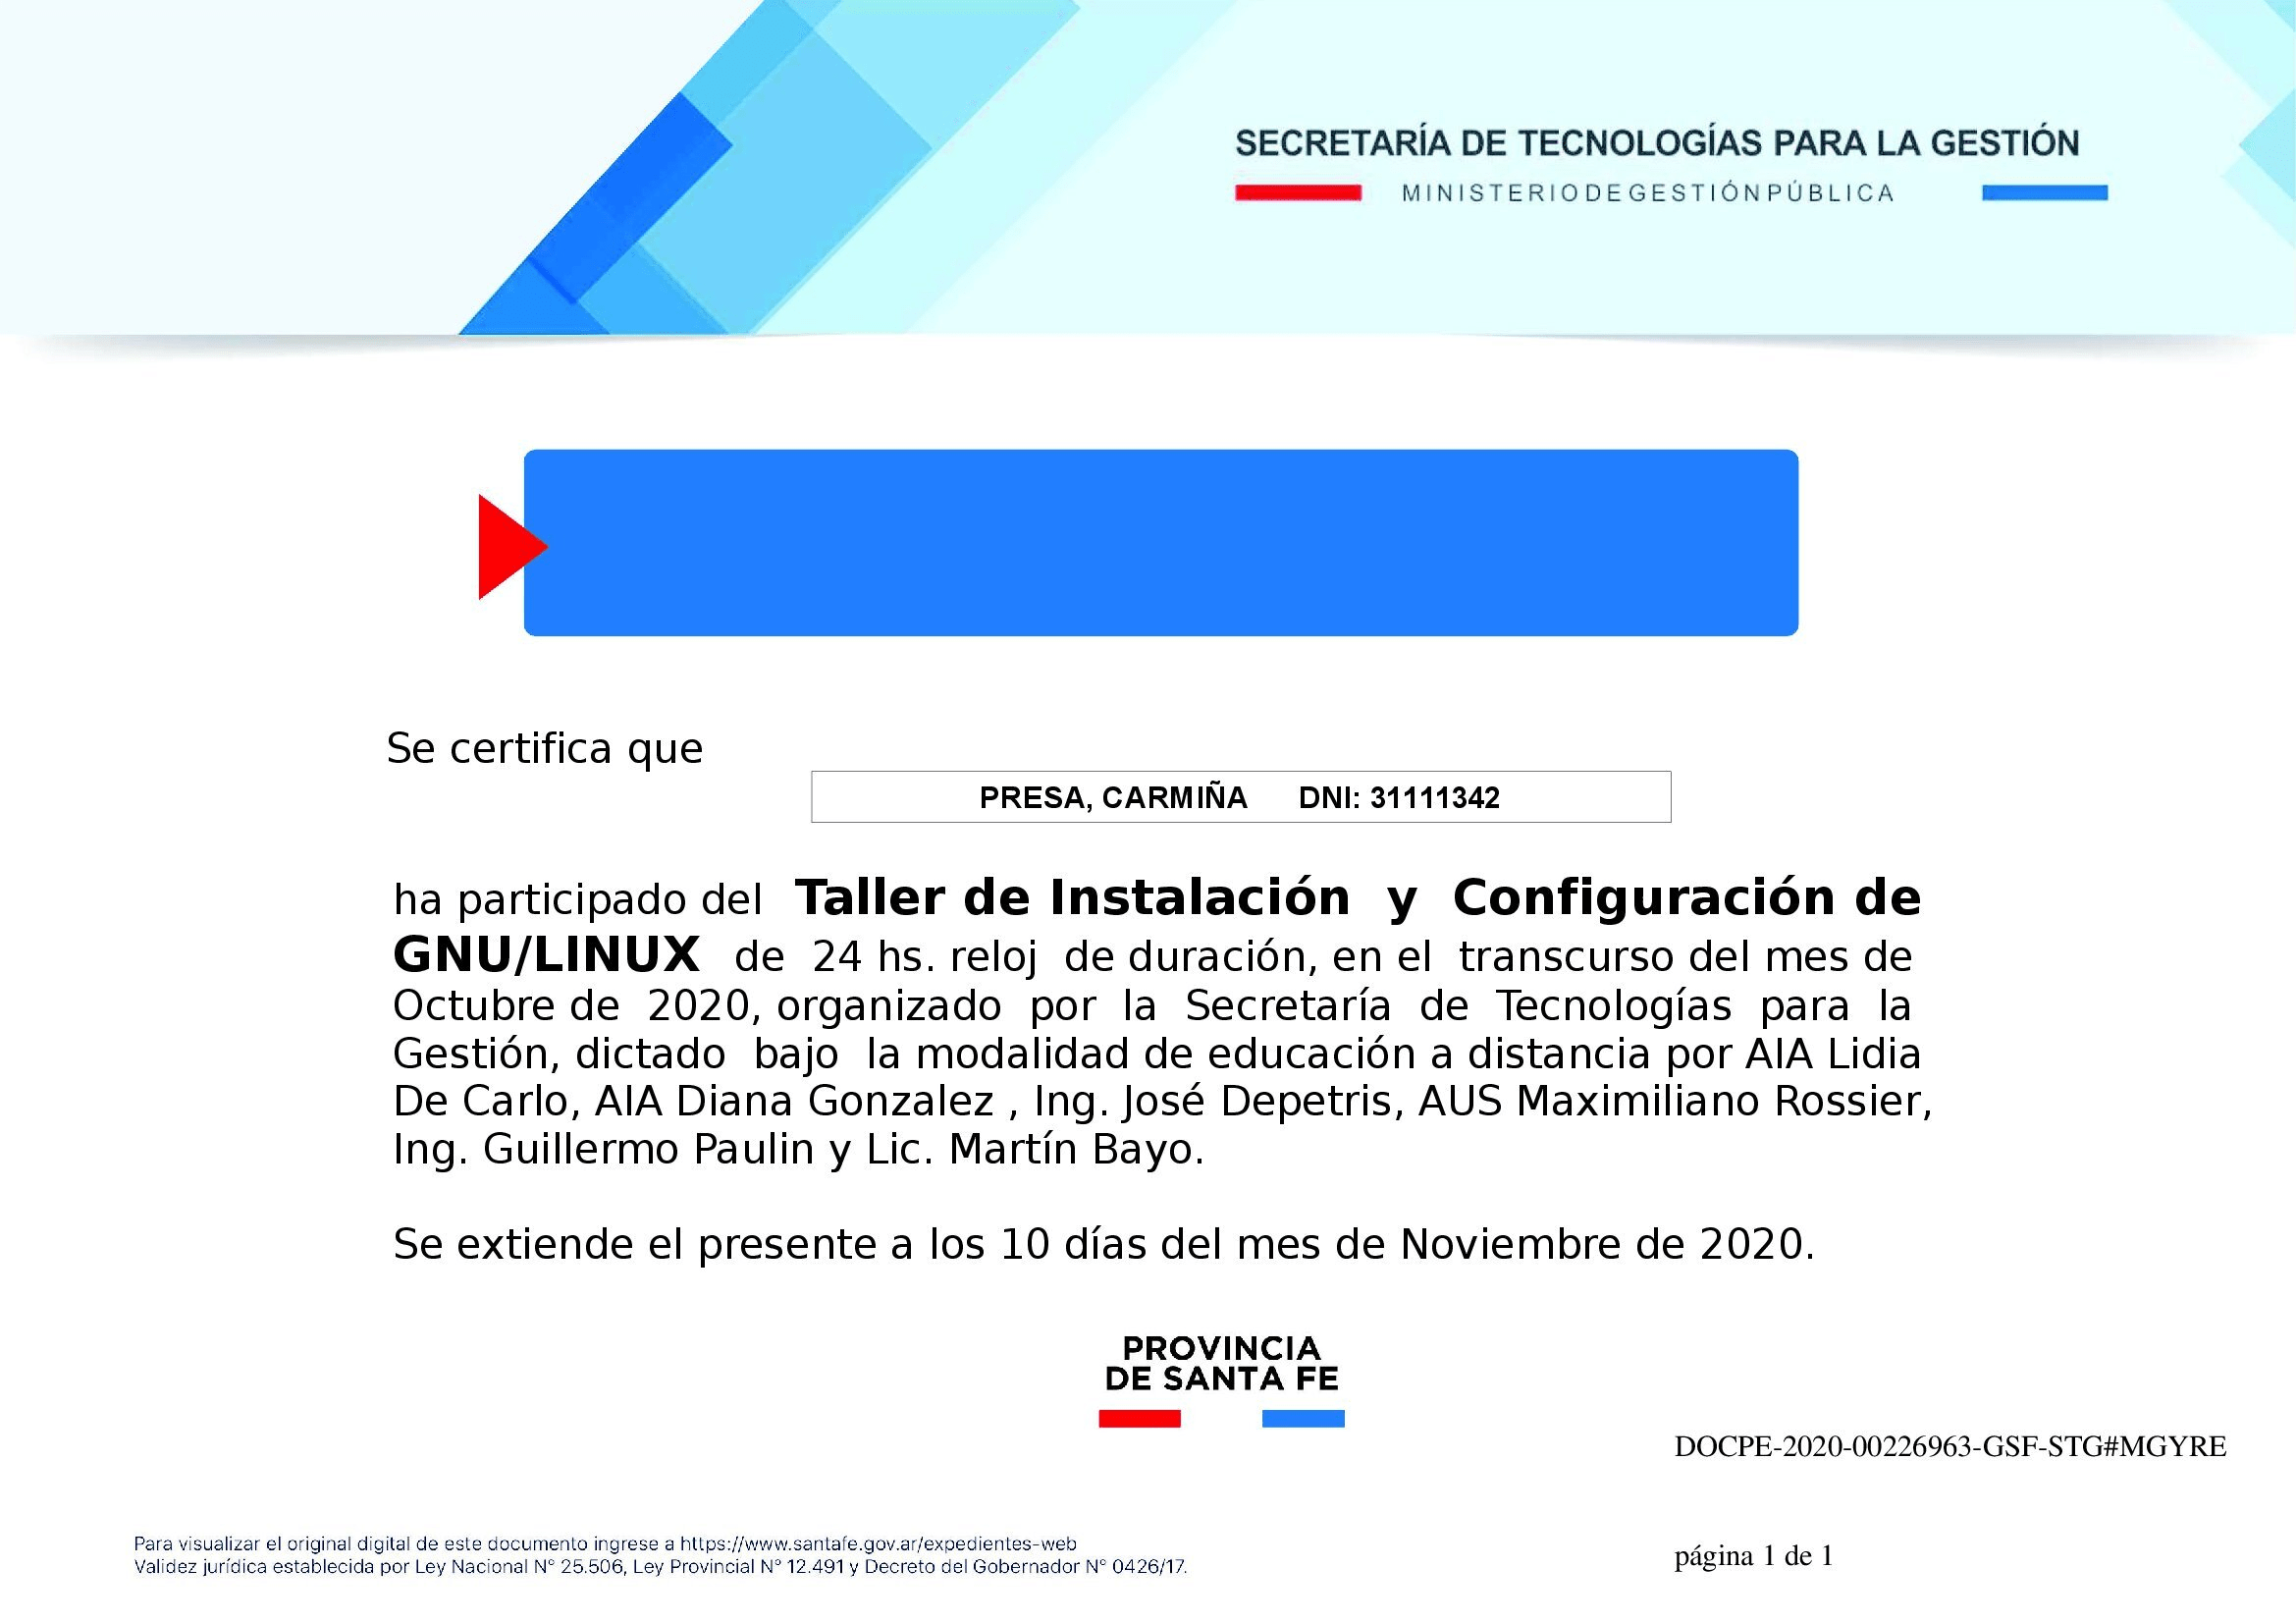 SECRETARÍA DE TECNOLOGÍAS PARA LA GESTIÓN
MINISTERIO DE GESTIÓN PÚBLICA
Se certifica que
PRESA, CARMIÑA DNI: 31111342
ha participado del Taller de Instalación y Configuración de
GNU/LINUX de 24 hs. reloj de duración, en el transcurso del mes de
Octubre de 2020, organizado por la Secretaría de Tecnologías para la
Gestión, dictado bajo la modalidad de educación a distancia por AIA Lidia
De Carlo, AIA Diana Gonzalez , Ing. José Depetris, AUS Maximiliano Rossier,
Ing. Guillermo Paulin y Lic. Martín Bayo.
Se extiende el presente a los 10 días del mes de Noviembre de 2020.
PROVINCIA
DE SANTA FE
DOCPE-2020-00226963-GSF-STG#MGYRE
Para visualizar el original digital de este documento ingrese a https://www.santafe.gov.ar/expedientes-web
Validez jurídica establecida por Ley Nacional N° 25.506, Ley Provincial N° 12.491 y Decreto del Gobernador N° 0426/17.
página 1 de 1